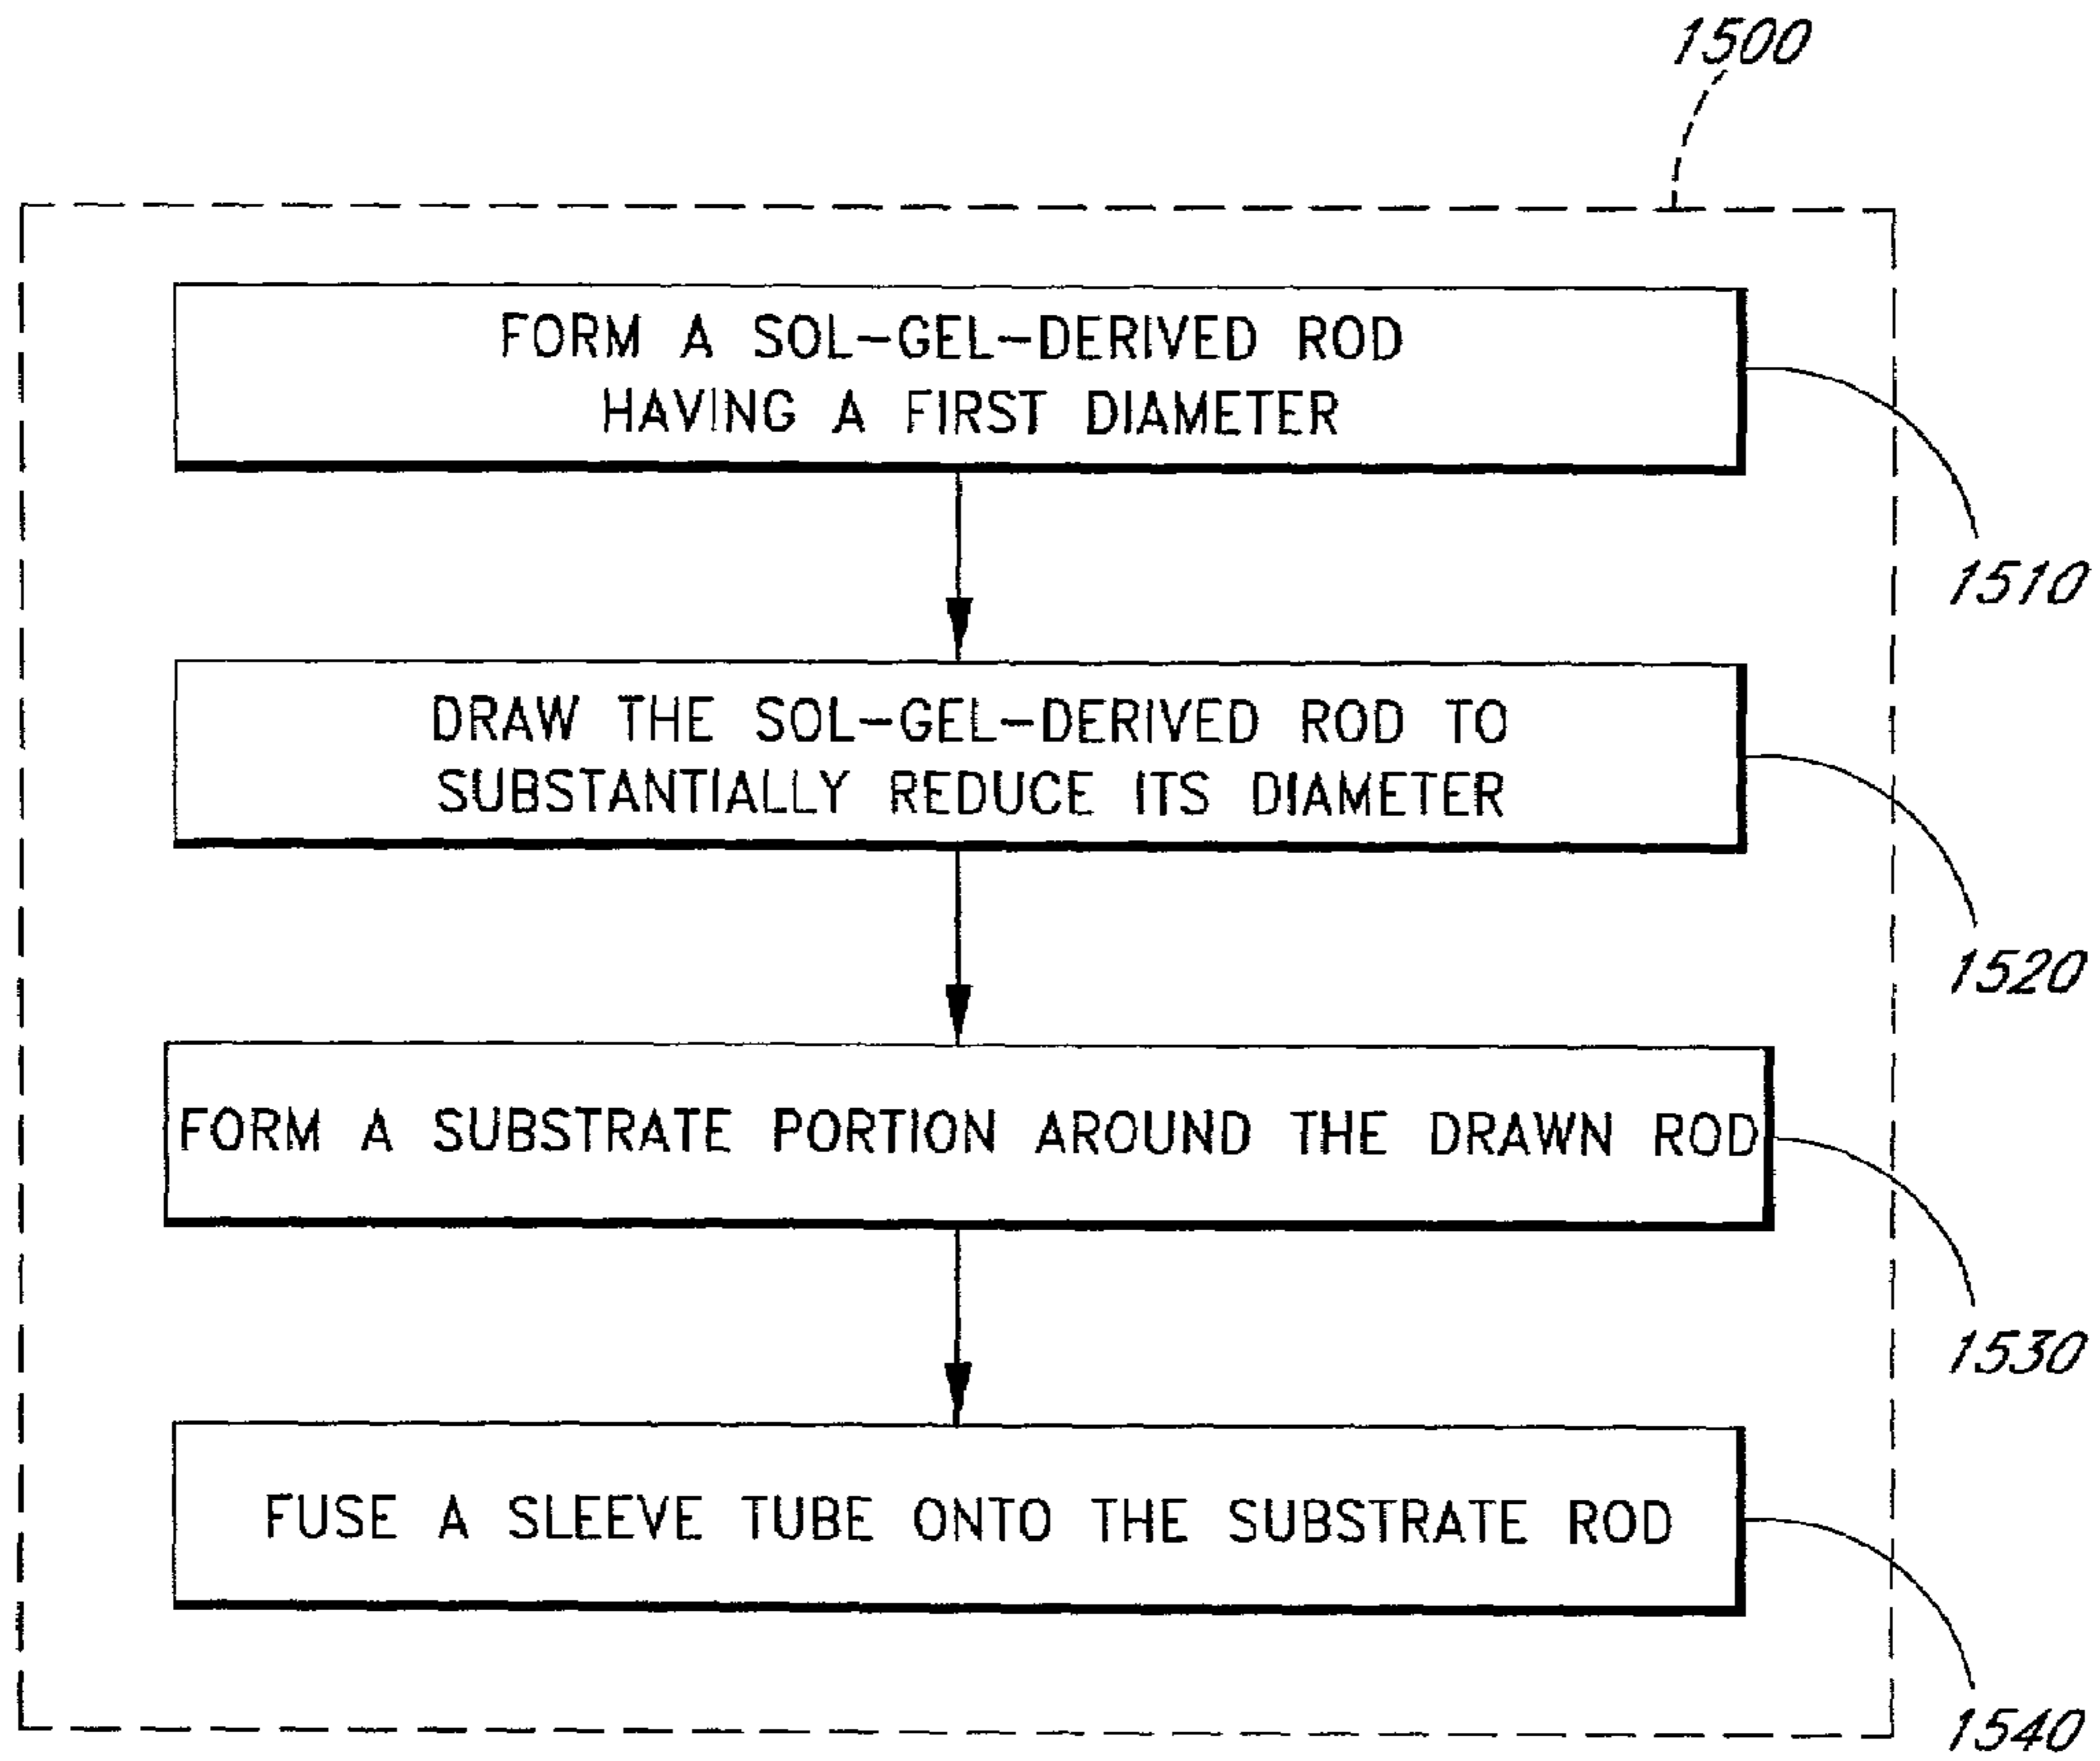 1500
FORM A SOL-GEL-DERIVED ROD
HAVING A FIRST DIAMETER
1510
DRAW THE SOL-GEL-DERIVED ROD TO
SUBSTANTIALLY REDUCE ITS DIAMETER
1520
FORM A SUBSTRATE PORTION AROUND THE DRAWN ROD
1530
FUSE A SLEEVE TUBE ONTO THE SUBSTRATE ROD
1540